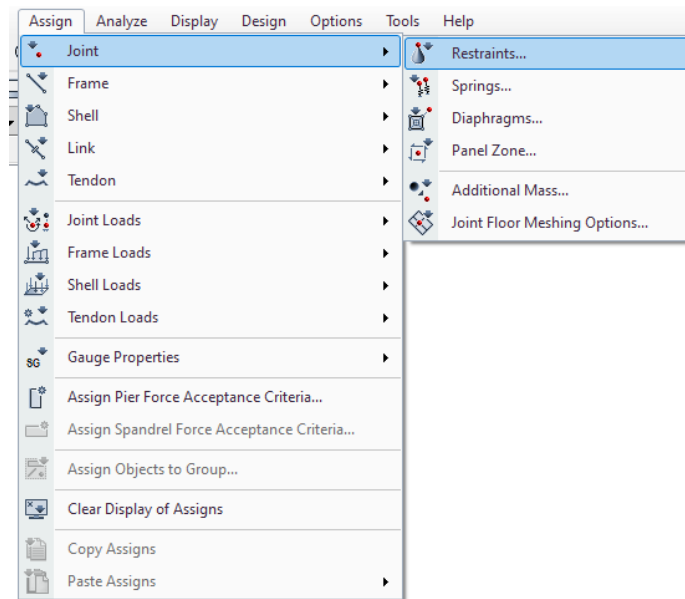 Assign Analyze Display Design Options Tools Help
Joint
Frame
Shell
Link
Tendon
Joint Loads
Frame Loads
Shell Loads
Tendon Loads
SG Gauge Properties
Assign Pier Force Acceptance Criteria...
Assign Spandrel Force Acceptance Criteria...
Assign Objects to Group...
Clear Display of Assigns
Copy Assigns
Paste Assigns
Restraints...
Springs...
Diaphragms...
Panel Zone...
Additional Mass...
Joint Floor Meshing Options...